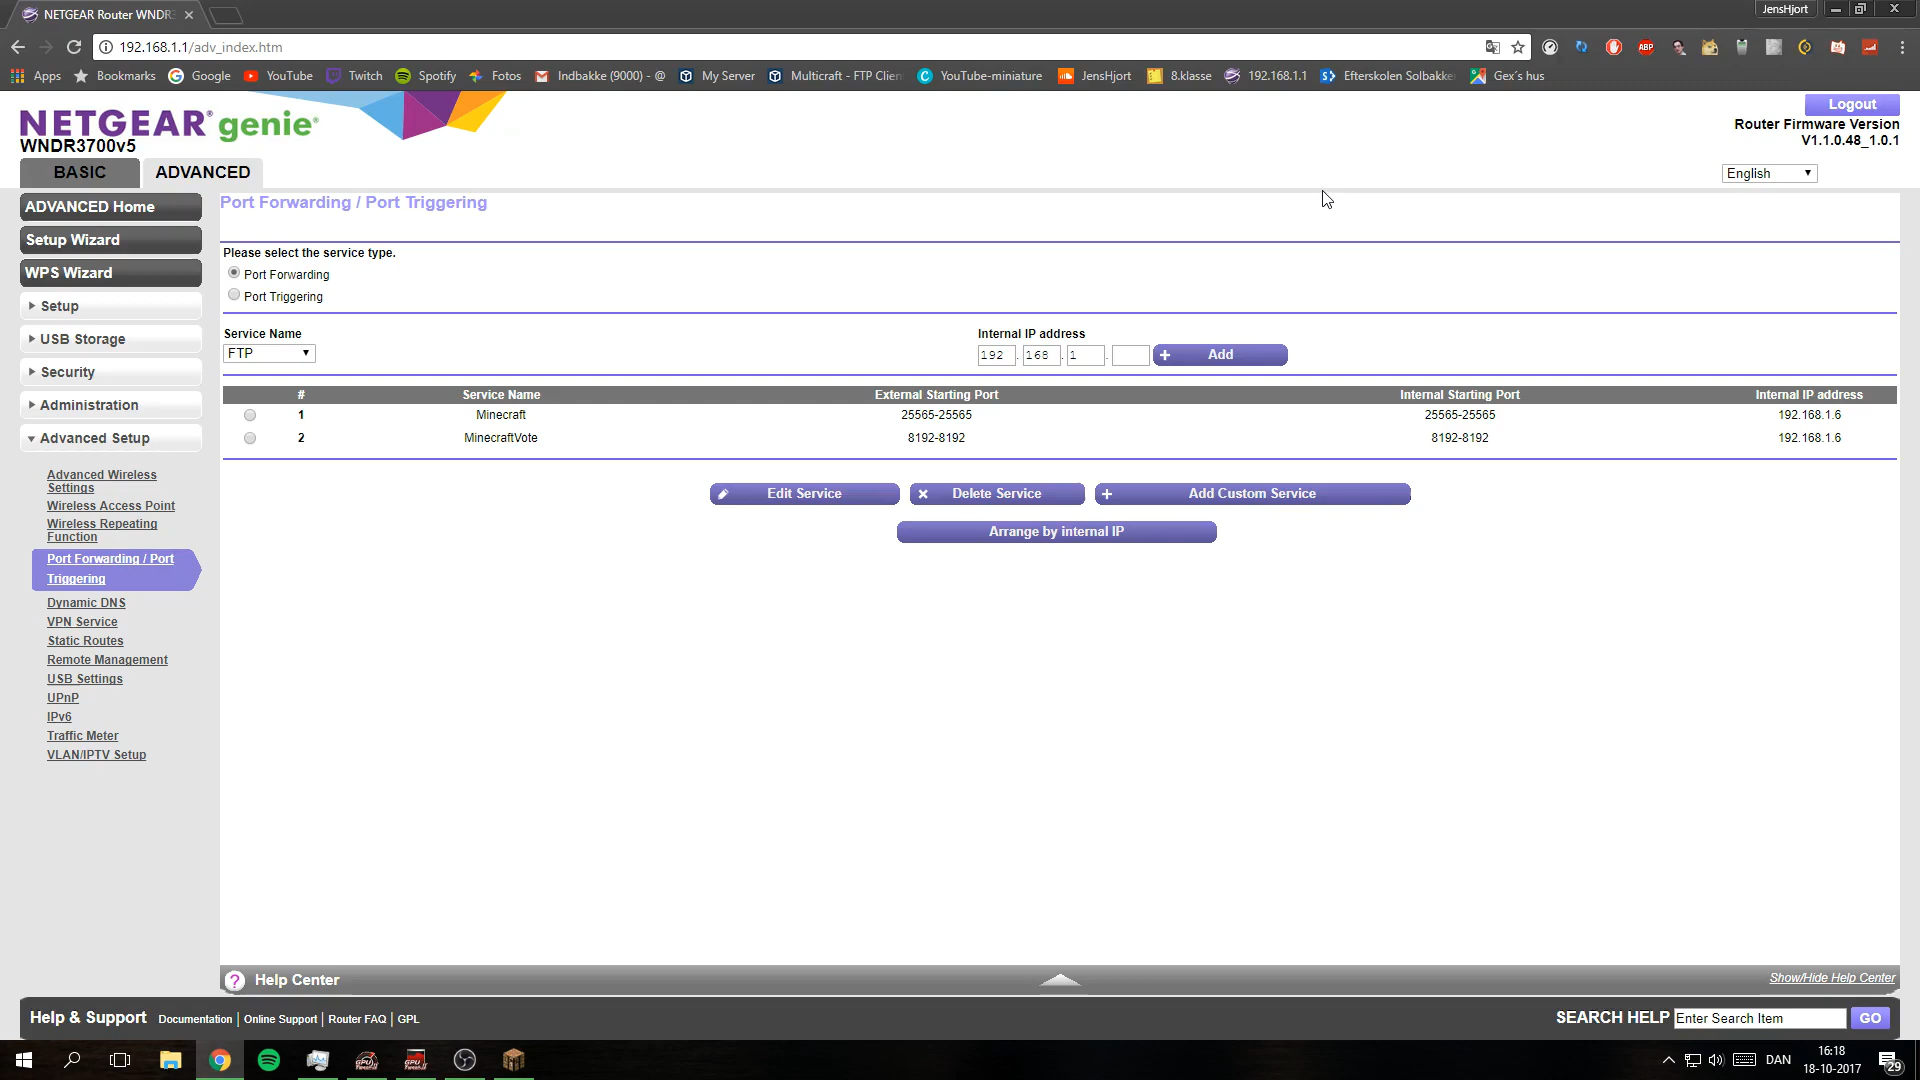 NETGEAR Router WNDR3
JensHjort
192.168.1.1/adv_index.htm
Apps Bookmarks Google YouTube Twitch Spotify Fotos Indbakke (9000) - @ My Server Multicraft - FTP Clien YouTube-miniature JensHjort 8.klasse 192.168.1.1 Efterskolen Solbakke Gex´s hus
ABP
NETGEAR® genie®
WNDR3700v5
Logout
Router Firmware Version
V1.1.0.48_1.0.1
BASIC ADVANCED
English
ADVANCED Home
Setup Wizard
WPS Wizard
Setup
USB Storage
Security
Administration
Advanced Setup
Advanced Wireless
Settings
Wireless Access Point
Wireless Repeating
Function
Port Forwarding / Port
Triggering
Dynamic DNS
VPN Service
Static Routes
Remote Management
USB Settings
UPnP
IPv6
Traffic Meter
VLAN/IPTV Setup
Port Forwarding / Port Triggering
Please select the service type.
Port Forwarding
Port Triggering
Service Name Internal IP address
FTP 192 . 168 . 1 . + Add
# Service Name External Starting Port Internal Starting Port Internal IP address
1 Minecraft 25565-25565 25565-25565 192.168.1.6
2 MinecraftVote 8192-8192 8192-8192 192.168.1.6
Edit Service Delete Service + Add Custom Service
Arrange by internal IP
? Help Center Show/Hide Help Center
Help & Support Documentation | Online Support | Router FAQ | GPL SEARCH HELP Enter Search Item GO
DAN
16:18
18-10-2017
29